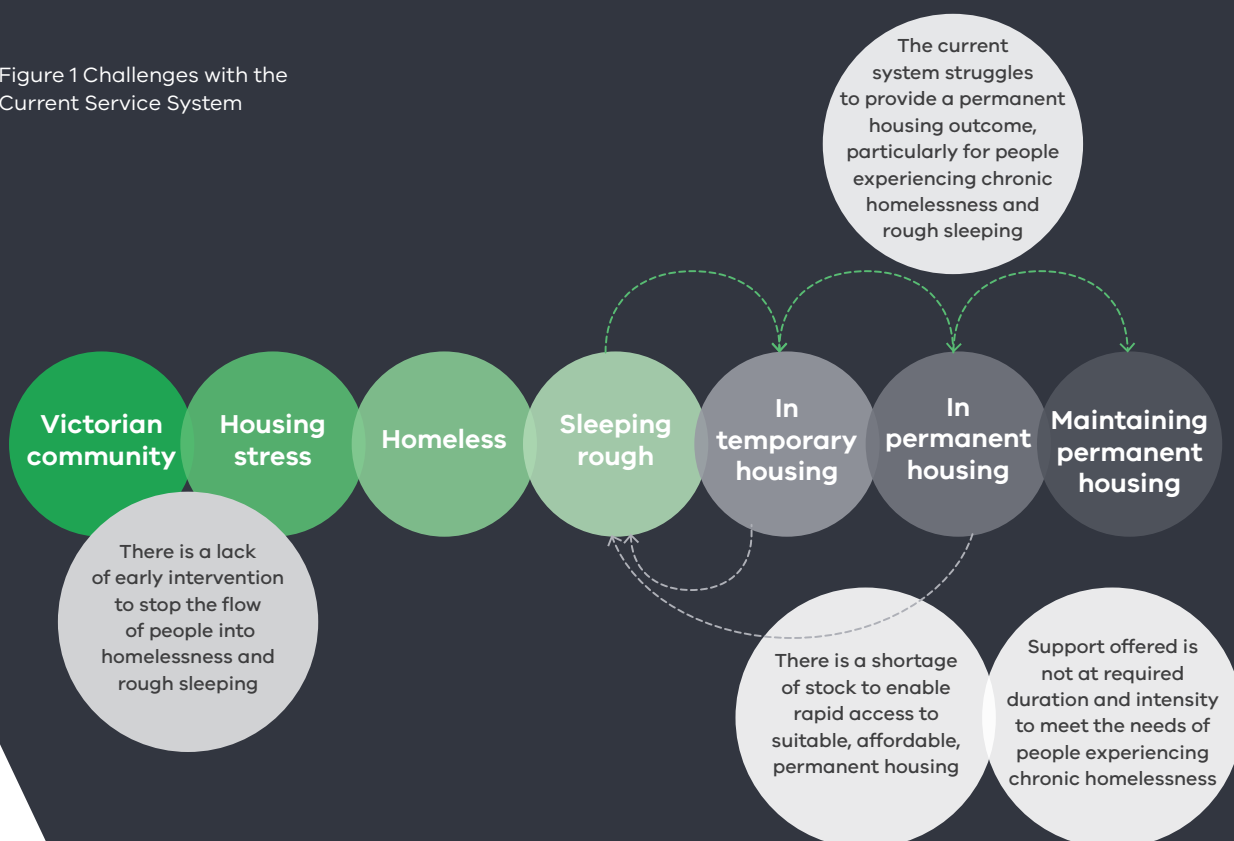 Figure 1 Challenges with the
Current Service System
The current
system struggles
to provide a permanent
housing outcome,
particularly for people
experiencing chronic
homelessness and
rough sleeping
Victorian
community
Housing
stress
Homeless
Sleeping
rough
In
temporary
housing
In
permanent
housing
Maintaining
permanent
housing
There is a lack
of early intervention
to stop the flow
of people into
homelessness and
rough sleeping
There is a shortage
of stock to enable
rapid access to
suitable, affordable,
permanent housing
Support offered is
not at required
duration and intensity
to meet the needs of
people experiencing
chronic homelessness